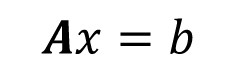 Ax = b